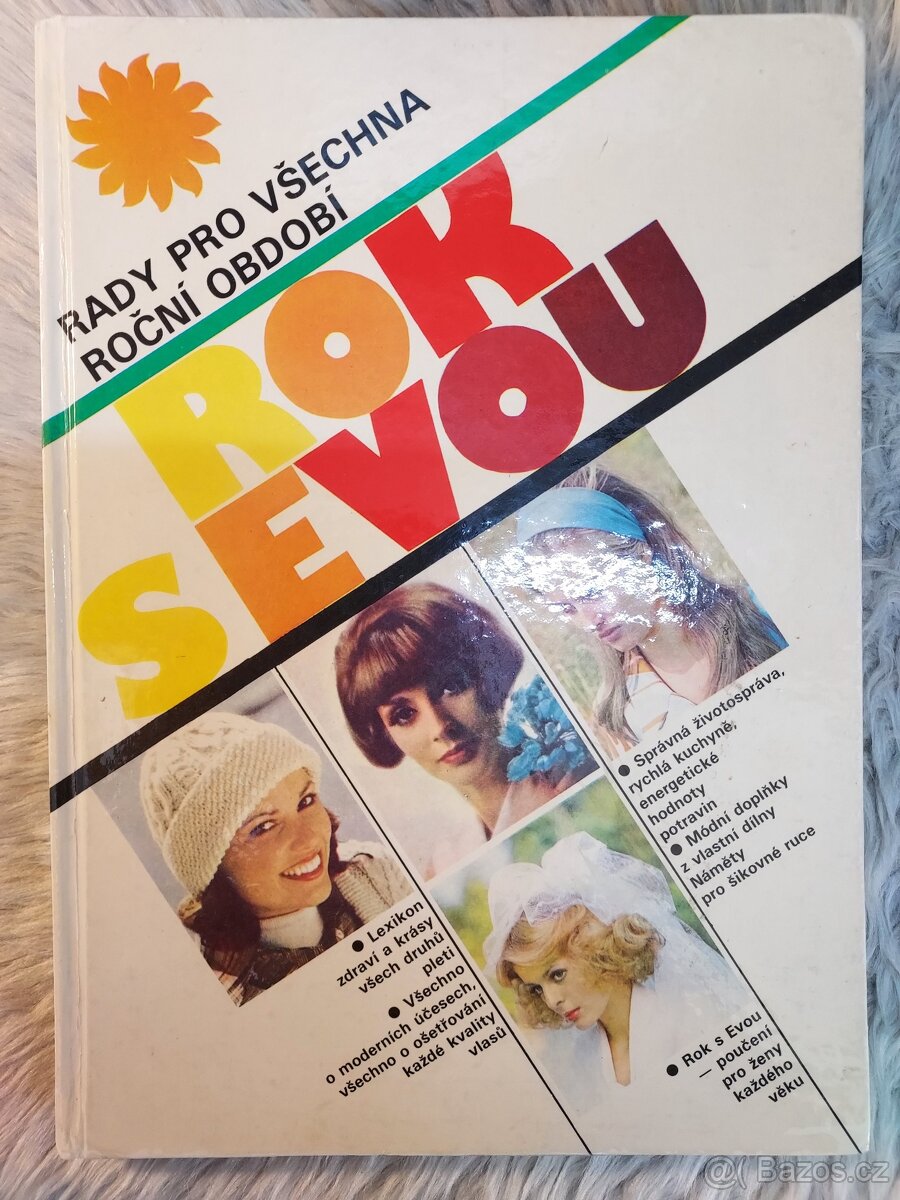 RADY PRO VŠECHNA
ROČNÍ OBDOBÍ
ROK
S EVOU
● Správná životospráva,
rychlá kuchyně,
energetické
hodnoty
potravin
● Módní doplňky
z vlastní dílny
Náměty
pro šikovné ruce
● Lexikon
zdraví a krásy
všech druhů
pleti
● Všechno
o moderních účesech,
všechno o ošetřování
každé kvality
vlasů
● Rok s Evou
— poučení
pro ženy
každého
věku
@( Bazoš.cz